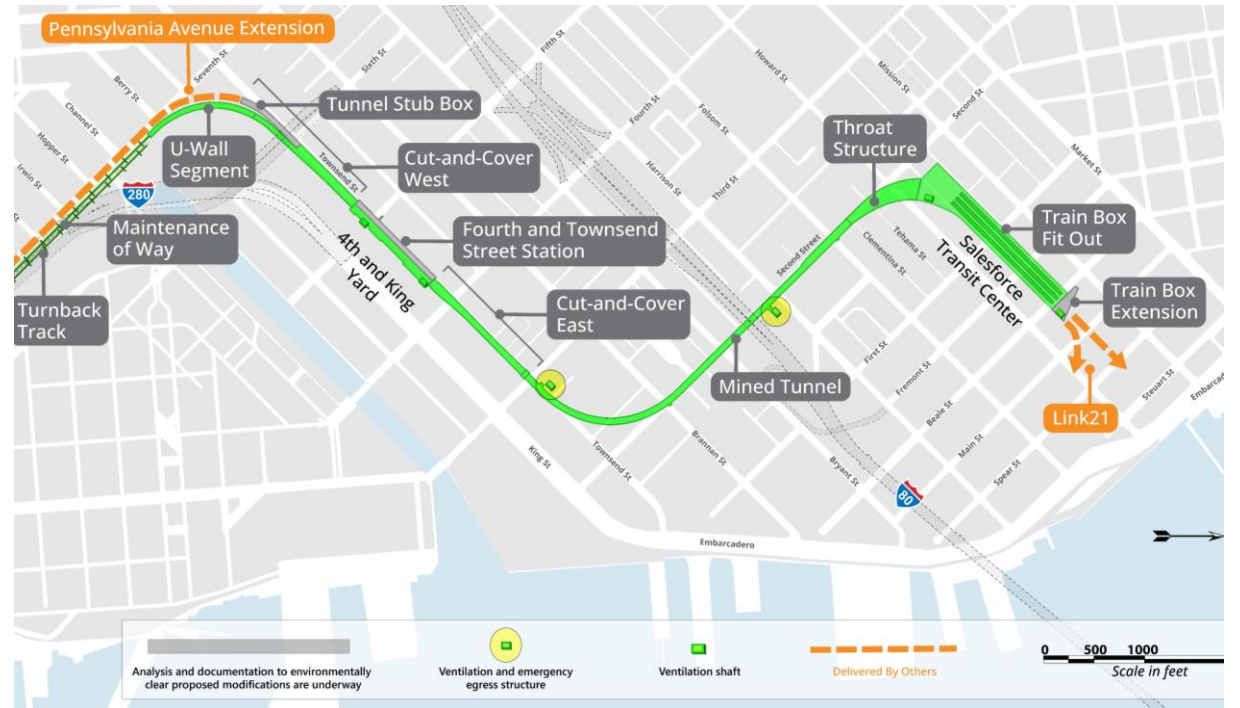 Pennsylvania Avenue Extension
Seventh St
Sixth St
Fifth St
Howard St
Mission St
Second St
Market St
Berry St
Channel St
Hopper St
Irwin St
Tunnel Stub Box
Fourth St
Folsom St
Harrison St
Third St
Throat
Structure
U-Wall
Segment
Townsend St
Cut-and-Cover
West
280
Maintenance
of Way
Turnback
Track
4th and King
Yard
Fourth and Townsend
Street Station
Cut-and-Cover
East
Second Street
Clementina St
Tehama St
Salesforce
Transit Center
Train Box
Fit Out
Train Box
Extension
Mined Tunnel
First St
Fremont St
Beale St
Main St
Spear St
Steuart St
Embarcadero
Link21
King St
Townsend St
Brannan St
Bryant St
80
Embarcadero
Analysis and documentation to environmentally
clear proposed modifications are underway
Ventilation and emergency
egress structure
Ventilation shaft
Delivered By Others
0 500 1000
Scale in feet